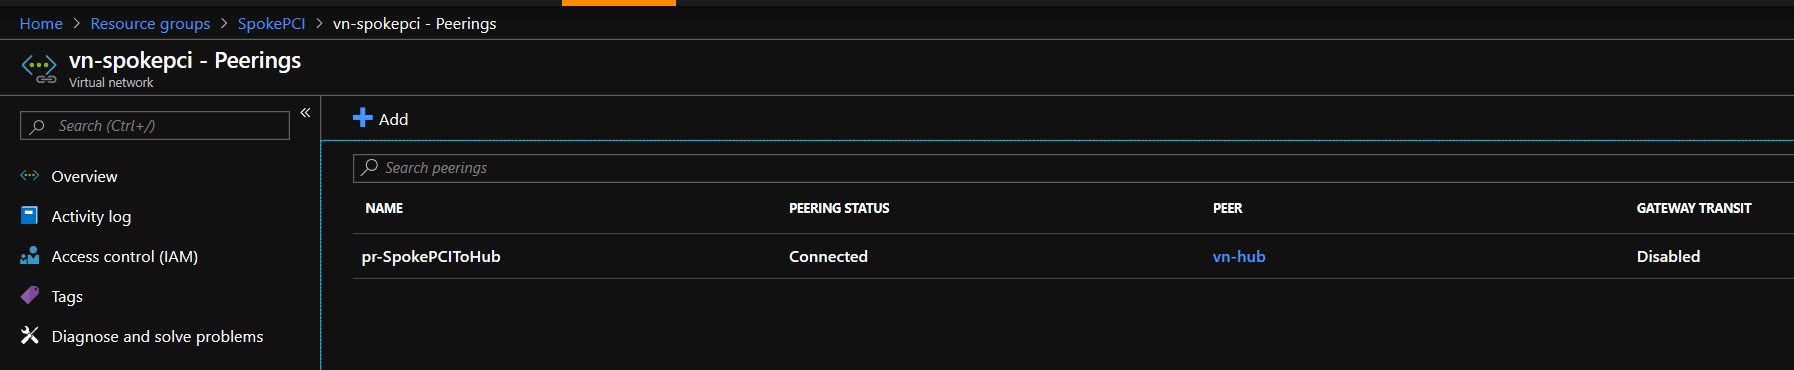 Home > Resource groups > SpokePCI > vn-spokepci - Peerings
vn-spokepci - Peerings
Virtual network
Search (Ctrl+/)
«
Overview
Activity log
Access control (IAM)
Tags
Diagnose and solve problems
Add
Search peerings
NAME PEERING STATUS PEER GATEWAY TRANSIT
pr-SpokePCIToHub Connected vn-hub Disabled